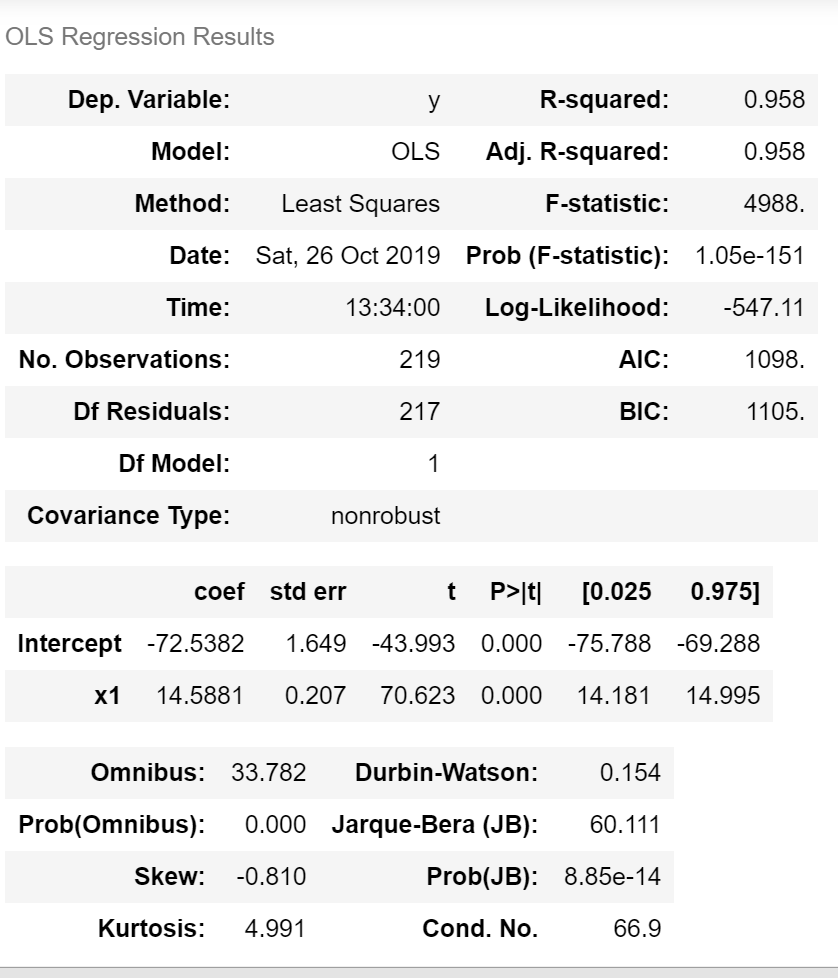 OLS Regression Results
Dep. Variable: y R-squared: 0.958
Model: OLS Adj. R-squared: 0.958
Method: Least Squares F-statistic: 4988.
Date: Sat, 26 Oct 2019 Prob (F-statistic): 1.05e-151
Time: 13:34:00 Log-Likelihood: -547.11
No. Observations: 219 AIC: 1098.
Df Residuals: 217 BIC: 1105.
Df Model: 1
Covariance Type: nonrobust
coef std err t P>|t| [0.025 0.975]
Intercept -72.5382 1.649 -43.993 0.000 -75.788 -69.288
x1 14.5881 0.207 70.623 0.000 14.181 14.995
Omnibus: 33.782 Durbin-Watson: 0.154
Prob(Omnibus): 0.000 Jarque-Bera (JB): 60.111
Skew: -0.810 Prob(JB): 8.85e-14
Kurtosis: 4.991 Cond. No. 66.9